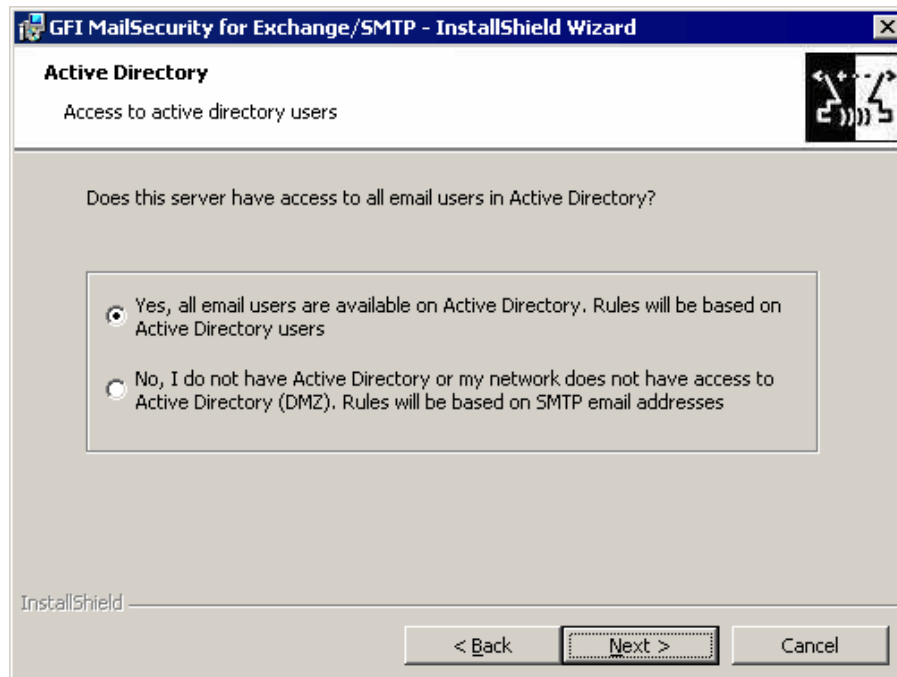 GFI MailSecurity for Exchange/SMTP - InstallShield Wizard
Active Directory
Access to active directory users
Does this server have access to all email users in Active Directory?
Yes, all email users are available on Active Directory. Rules will be based on
Active Directory users
No, I do not have Active Directory or my network does not have access to
Active Directory (DMZ). Rules will be based on SMTP email addresses
InstallShield
< Back
Next >
Cancel